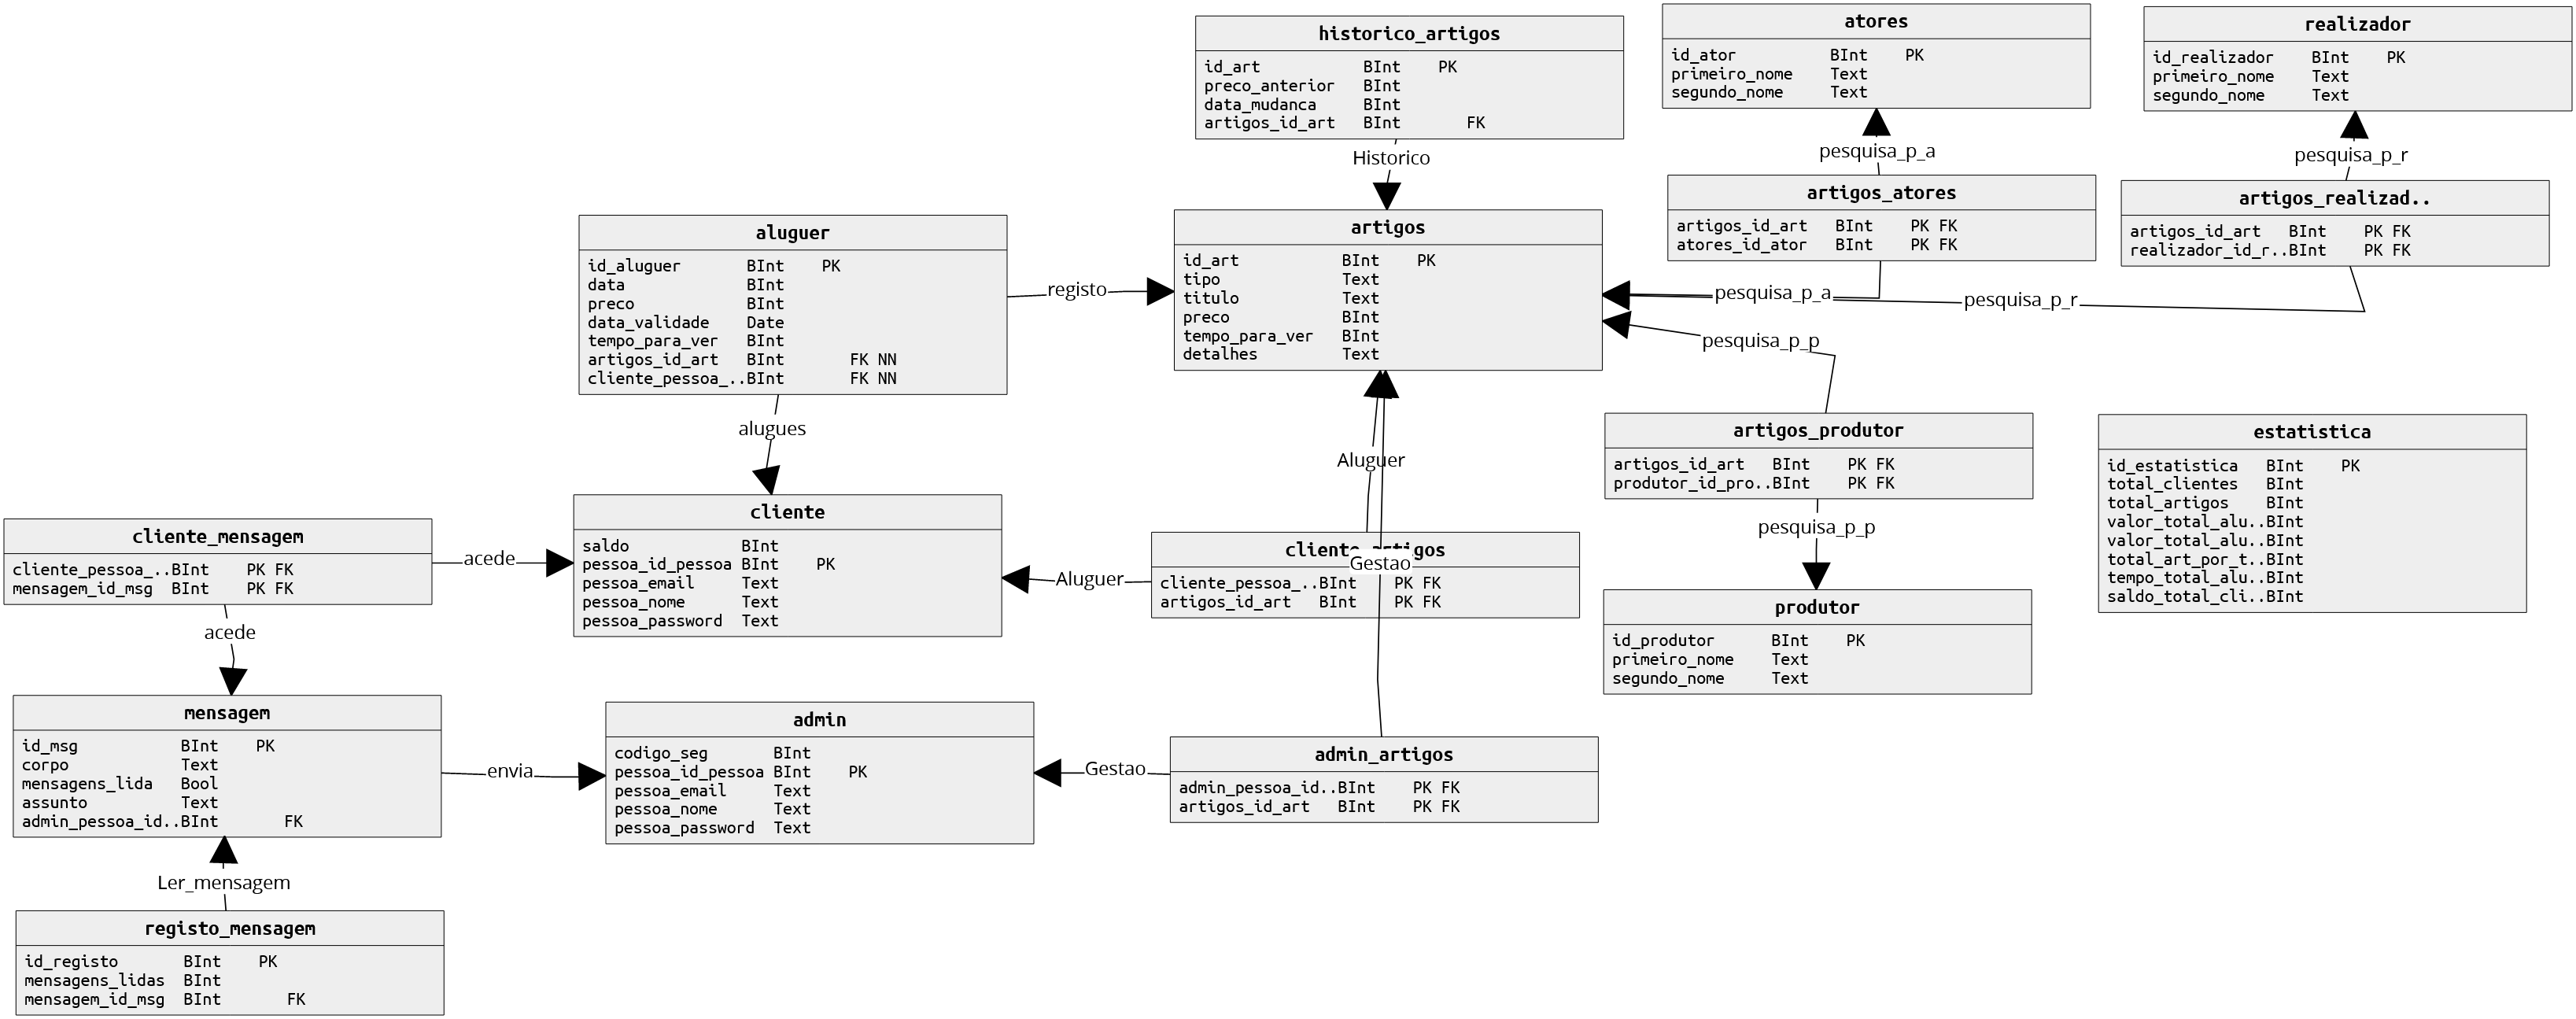 historico_artigos
id_art BInt PK
preco_anterior BInt
data_mudanca BInt
artigos_id_art BInt FK
atores
id_ator BInt PK
primeiro_nome Text
segundo_nome Text
realizador
id_realizador BInt PK
primeiro_nome Text
segundo_nome Text
Historico
pesquisa_p_a
pesquisa_p_r
aluguer
id_aluguer BInt PK
data BInt
preco BInt
data_validade Date
tempo_para_ver BInt
artigos_id_art BInt FK NN
cliente_pessoa_..BInt FK NN
registo
artigos
id_art BInt PK
tipo Text
titulo Text
preco BInt
tempo_para_ver BInt
detalhes Text
artigos_atores
artigos_id_art BInt PK FK
atores_id_ator BInt PK FK
artigos_realizad..
artigos_id_art BInt PK FK
realizador_id_r..BInt PK FK
pesquisa_p_a
pesquisa_p_r
pesquisa_p_p
alugues
Aluguer
artigos_produtor
artigos_id_art BInt PK FK
produtor_id_pro..BInt PK FK
estatistica
id_estatistica BInt PK
total_clientes BInt
total_artigos BInt
valor_total_alu..BInt
valor_total_alu..BInt
total_art_por_t..BInt
tempo_total_alu..BInt
saldo_total_cli..BInt
cliente_mensagem
cliente_pessoa_..BInt PK FK
mensagem_id_msg BInt PK FK
acede
cliente
saldo BInt
pessoa_id_pessoa BInt PK
pessoa_email Text
pessoa_nome Text
pessoa_password Text
Aluguer
cliente_artigos
Gestao
cliente_pessoa_..BInt PK FK
artigos_id_art BInt PK FK
pesquisa_p_p
produtor
id_produtor BInt PK
primeiro_nome Text
segundo_nome Text
acede
mensagem
id_msg BInt PK
corpo Text
mensagens_lida Bool
assunto Text
admin_pessoa_id..BInt FK
envia
admin
codigo_seg BInt
pessoa_id_pessoa BInt PK
pessoa_email Text
pessoa_nome Text
pessoa_password Text
Gestao
admin_artigos
admin_pessoa_id..BInt PK FK
artigos_id_art BInt PK FK
Ler_mensagem
registo_mensagem
id_registo BInt PK
mensagens_lidas BInt
mensagem_id_msg BInt FK